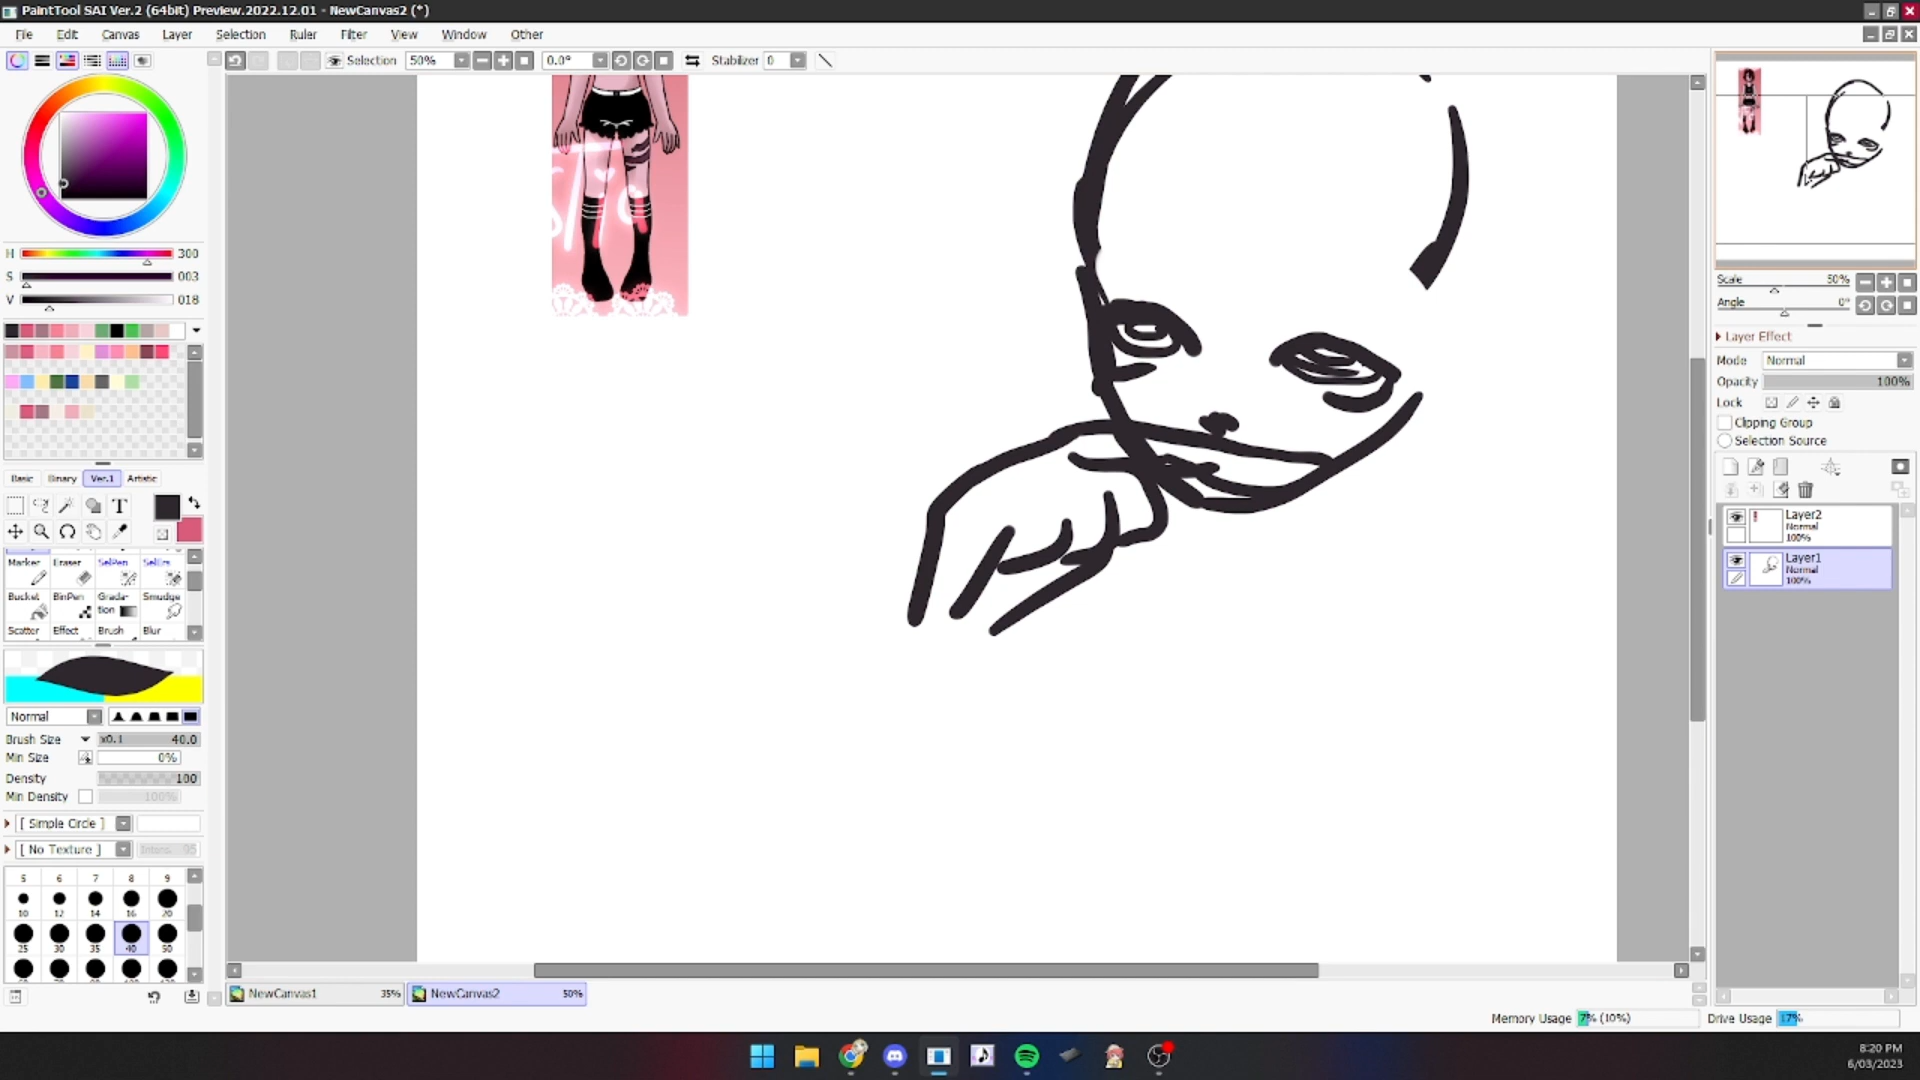 PaintTool SAI Ver.2 (64bit) Preview.2022.12.01 - NewCanvas2 (*)
File Edit Canvas Layer Selection Ruler Filter View Window Other
Selection 50% 0.0° Stabilizer 0
H 300
S 003
V 018
Scale 50%
Angle 0°
Layer Effect
Mode Normal
Opacity 100%
Lock
Clipping Group
Selection Source
Basic Binary Ver.1 Artistic
T
Marker Eraser SelPen SelErs
Bucket BinPen Grada-tion Smudge
Scatter Effect Brush Blur
Layer2
Normal
100%
Layer1
Normal
100%
Normal
Brush Size x0.1 40.0
Min Size 0%
Density 100
Min Density 100%
[ Simple Circle ]
[ No Texture ] Intens. 95
5 6 7 8 9
10 12 14 16 20
25 30 35 40 50
NewCanvas1 35% NewCanvas2 50%
Memory Usage 7% (10%) Drive Usage 17%
8:20 PM
6/03/2023